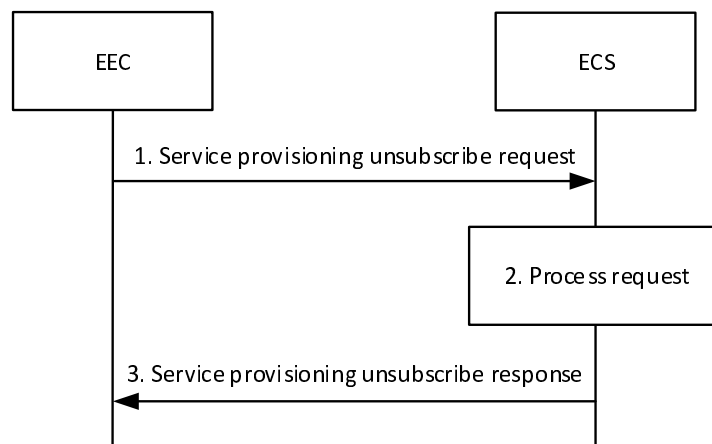 EEC
ECS
1. Service provisioning unsubscribe request
2. Process request
3. Service provisioning unsubscribe response